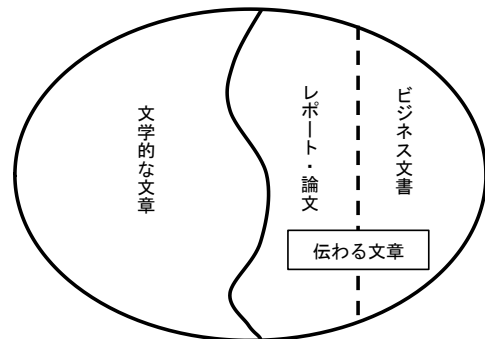 文学的な文章
レポート・論文
ビジネス文書
伝わる文章